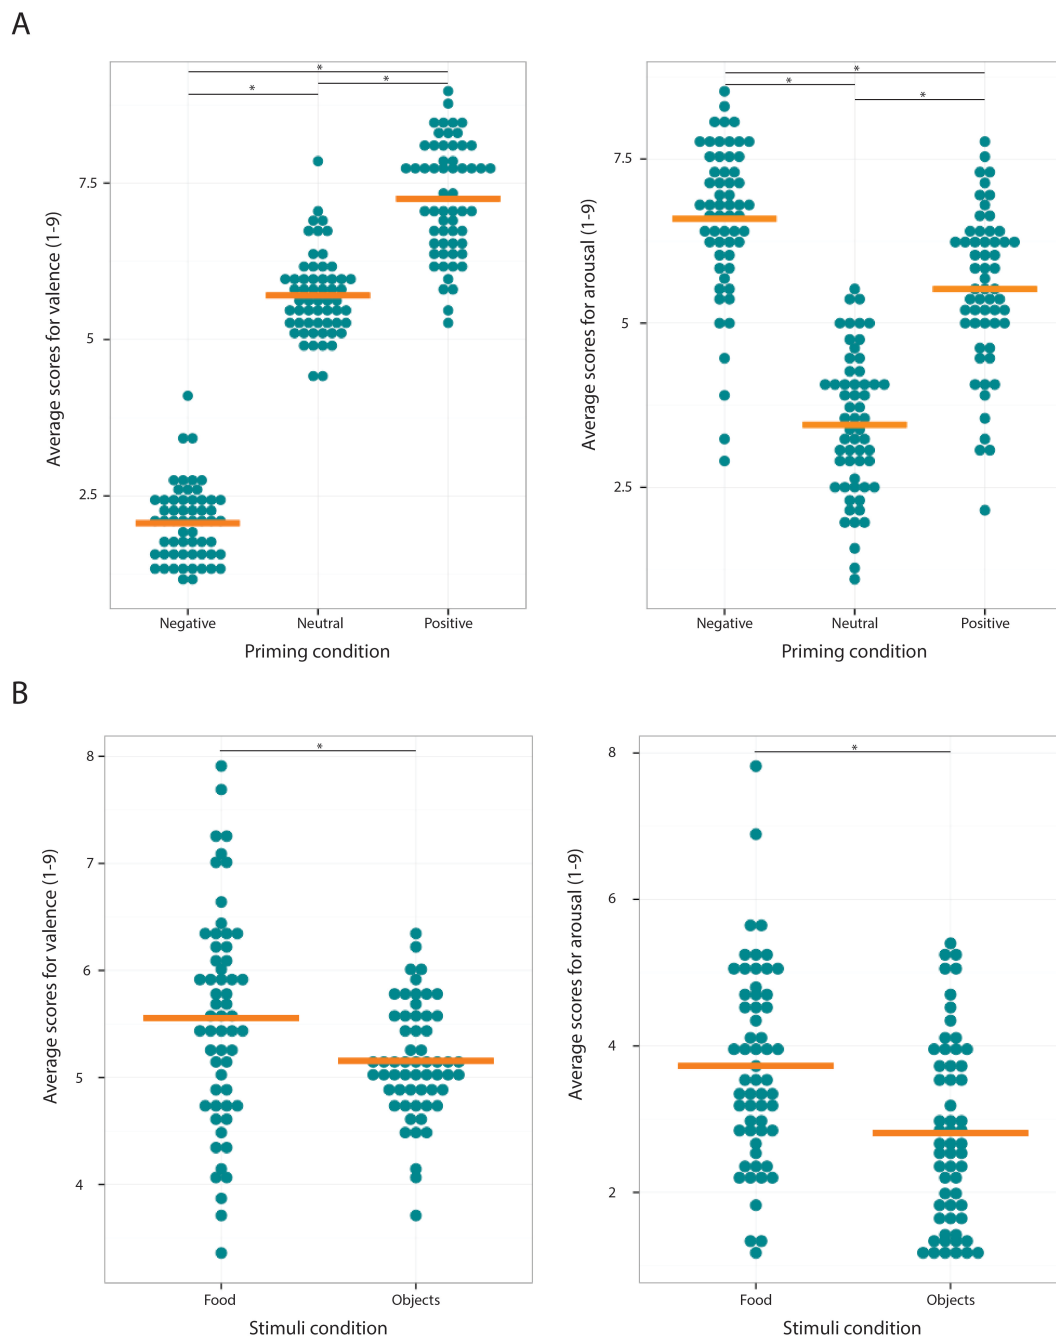 A
*
*
*
7.5
5
2.5
Average scores for valence (1-9)
Negative
Neutral
Positive
Priming condition
*
*
*
7.5
5
2.5
Average scores for arousal (1-9)
Negative
Neutral
Positive
Priming condition
B
*
8
7
6
5
4
Average scores for valence (1-9)
Food
Objects
Stimuli condition
*
8
6
4
2
Average scores for arousal (1-9)
Food
Objects
Stimuli condition